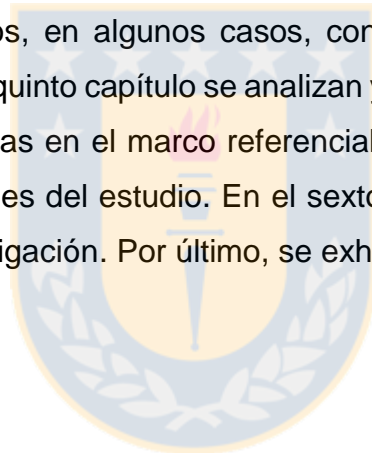 os, en algunos casos, con
quinto capítulo se analizan y
as en el marco referencial
es del estudio. En el sexto
igación. Por último, se exh